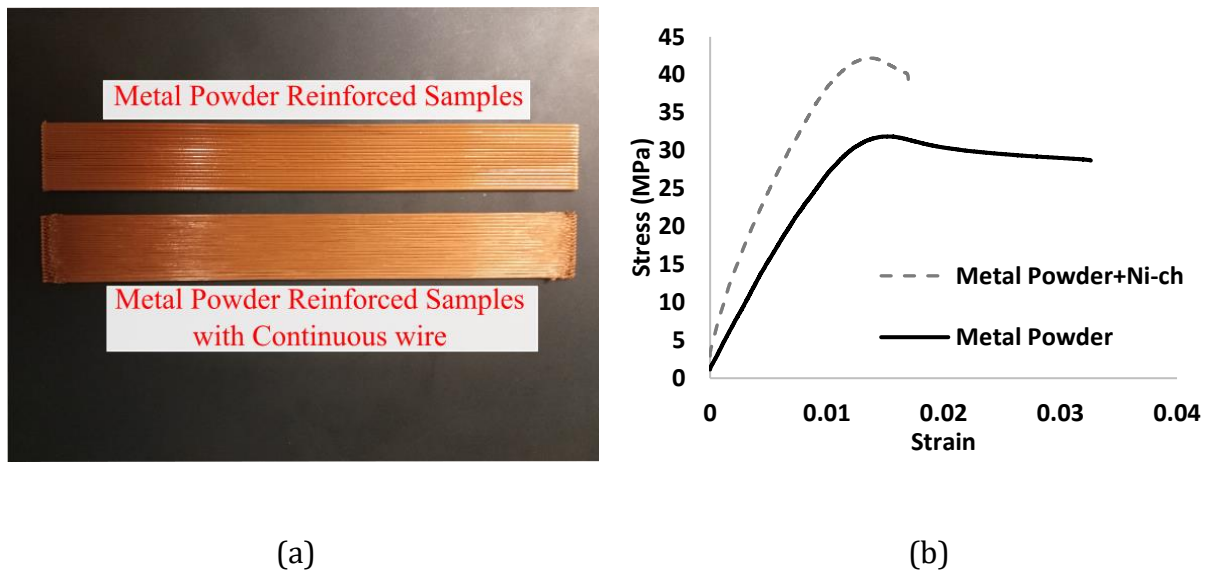 Metal Powder Reinforced Samples
Metal Powder Reinforced Samples
with Continuous wire
(a)
45
40
35
30
25
20
15
10
5
0
Stress (MPa)
Metal Powder+Ni-ch
Metal Powder
0 0.01 0.02 0.03 0.04
Strain
(b)